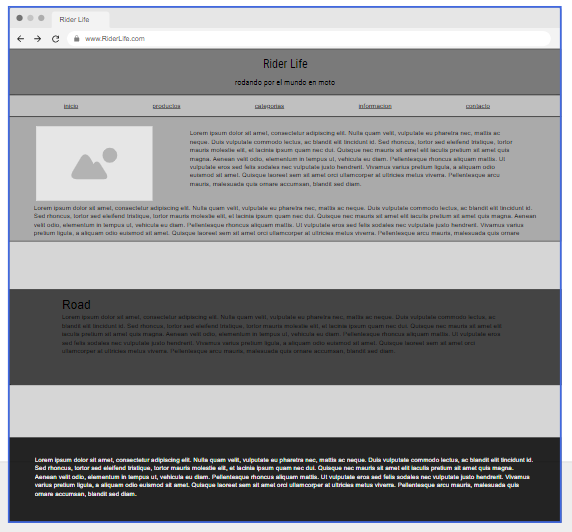 Rider Life
www.RiderLife.com
Rider Life
rodando por el mundo en moto
inicio productos categorias informacion contacto
Lorem ipsum dolor sit amet, consectetur adipiscing elit. Nulla quam velit, vulputate eu pharetra nec, mattis ac
neque. Duis vulputate commodo lectus, ac blandit elit tincidunt id. Sed rhoncus, tortor sed eleifend tristique, tortor
mauris molestie elit, et lacinia ipsum quam nec dui. Quisque nec mauris sit amet elit iaculis pretium sit amet quis
magna. Aenean velit odio, elementum in tempus ut, vehicula eu diam. Pellentesque rhoncus aliquam mattis. Ut
vulputate eros sed felis sodales nec vulputate justo hendrerit. Vivamus varius pretium ligula, a aliquam odio
euismod sit amet. Quisque laoreet sem sit amet orci ullamcorper at ultricies metus viverra. Pellentesque arcu
mauris, malesuada quis ornare accumsan, blandit sed diam.
Lorem ipsum dolor sit amet, consectetur adipiscing elit. Nulla quam velit, vulputate eu pharetra nec, mattis ac neque. Duis vulputate commodo lectus, ac blandit elit tincidunt id.
Sed rhoncus, tortor sed eleifend tristique, tortor mauris molestie elit, et lacinia ipsum quam nec dui. Quisque nec mauris sit amet elit iaculis pretium sit amet quis magna. Aenean
velit odio, elementum in tempus ut, vehicula eu diam. Pellentesque rhoncus aliquam mattis. Ut vulputate eros sed felis sodales nec vulputate justo hendrerit. Vivamus varius
pretium ligula, a aliquam odio euismod sit amet. Quisque laoreet sem sit amet orci ullamcorper at ultricies metus viverra. Pellentesque arcu mauris, malesuada quis ornare
Road
Lorem ipsum dolor sit amet, consectetur adipiscing elit. Nulla quam velit, vulputate eu pharetra nec, mattis ac neque. Duis vulputate commodo lectus, ac
blandit elit tincidunt id. Sed rhoncus, tortor sed eleifend tristique, tortor mauris molestie elit, et lacinia ipsum quam nec dui. Quisque nec mauris sit amet elit
iaculis pretium sit amet quis magna. Aenean velit odio, elementum in tempus ut, vehicula eu diam. Pellentesque rhoncus aliquam mattis. Ut vulputate eros
sed felis sodales nec vulputate justo hendrerit. Vivamus varius pretium ligula, a aliquam odio euismod sit amet. Quisque laoreet sem sit amet orci
ullamcorper at ultricies metus viverra. Pellentesque arcu mauris, malesuada quis ornare accumsan, blandit sed diam.
Lorem ipsum dolor sit amet, consectetur adipiscing elit. Nulla quam velit, vulputate eu pharetra nec, mattis ac neque. Duis vulputate commodo lectus, ac blandit elit tincidunt id.
Sed rhoncus, tortor sed eleifend tristique, tortor mauris molestie elit, et lacinia ipsum quam nec dui. Quisque nec mauris sit amet elit iaculis pretium sit amet quis magna.
Aenean velit odio, elementum in tempus ut, vehicula eu diam. Pellentesque rhoncus aliquam mattis. Ut vulputate eros sed felis sodales nec vulputate justo hendrerit. Vivamus
varius pretium ligula, a aliquam odio euismod sit amet. Quisque laoreet sem sit amet orci ullamcorper at ultricies metus viverra. Pellentesque arcu mauris, malesuada quis
ornare accumsan, blandit sed diam.